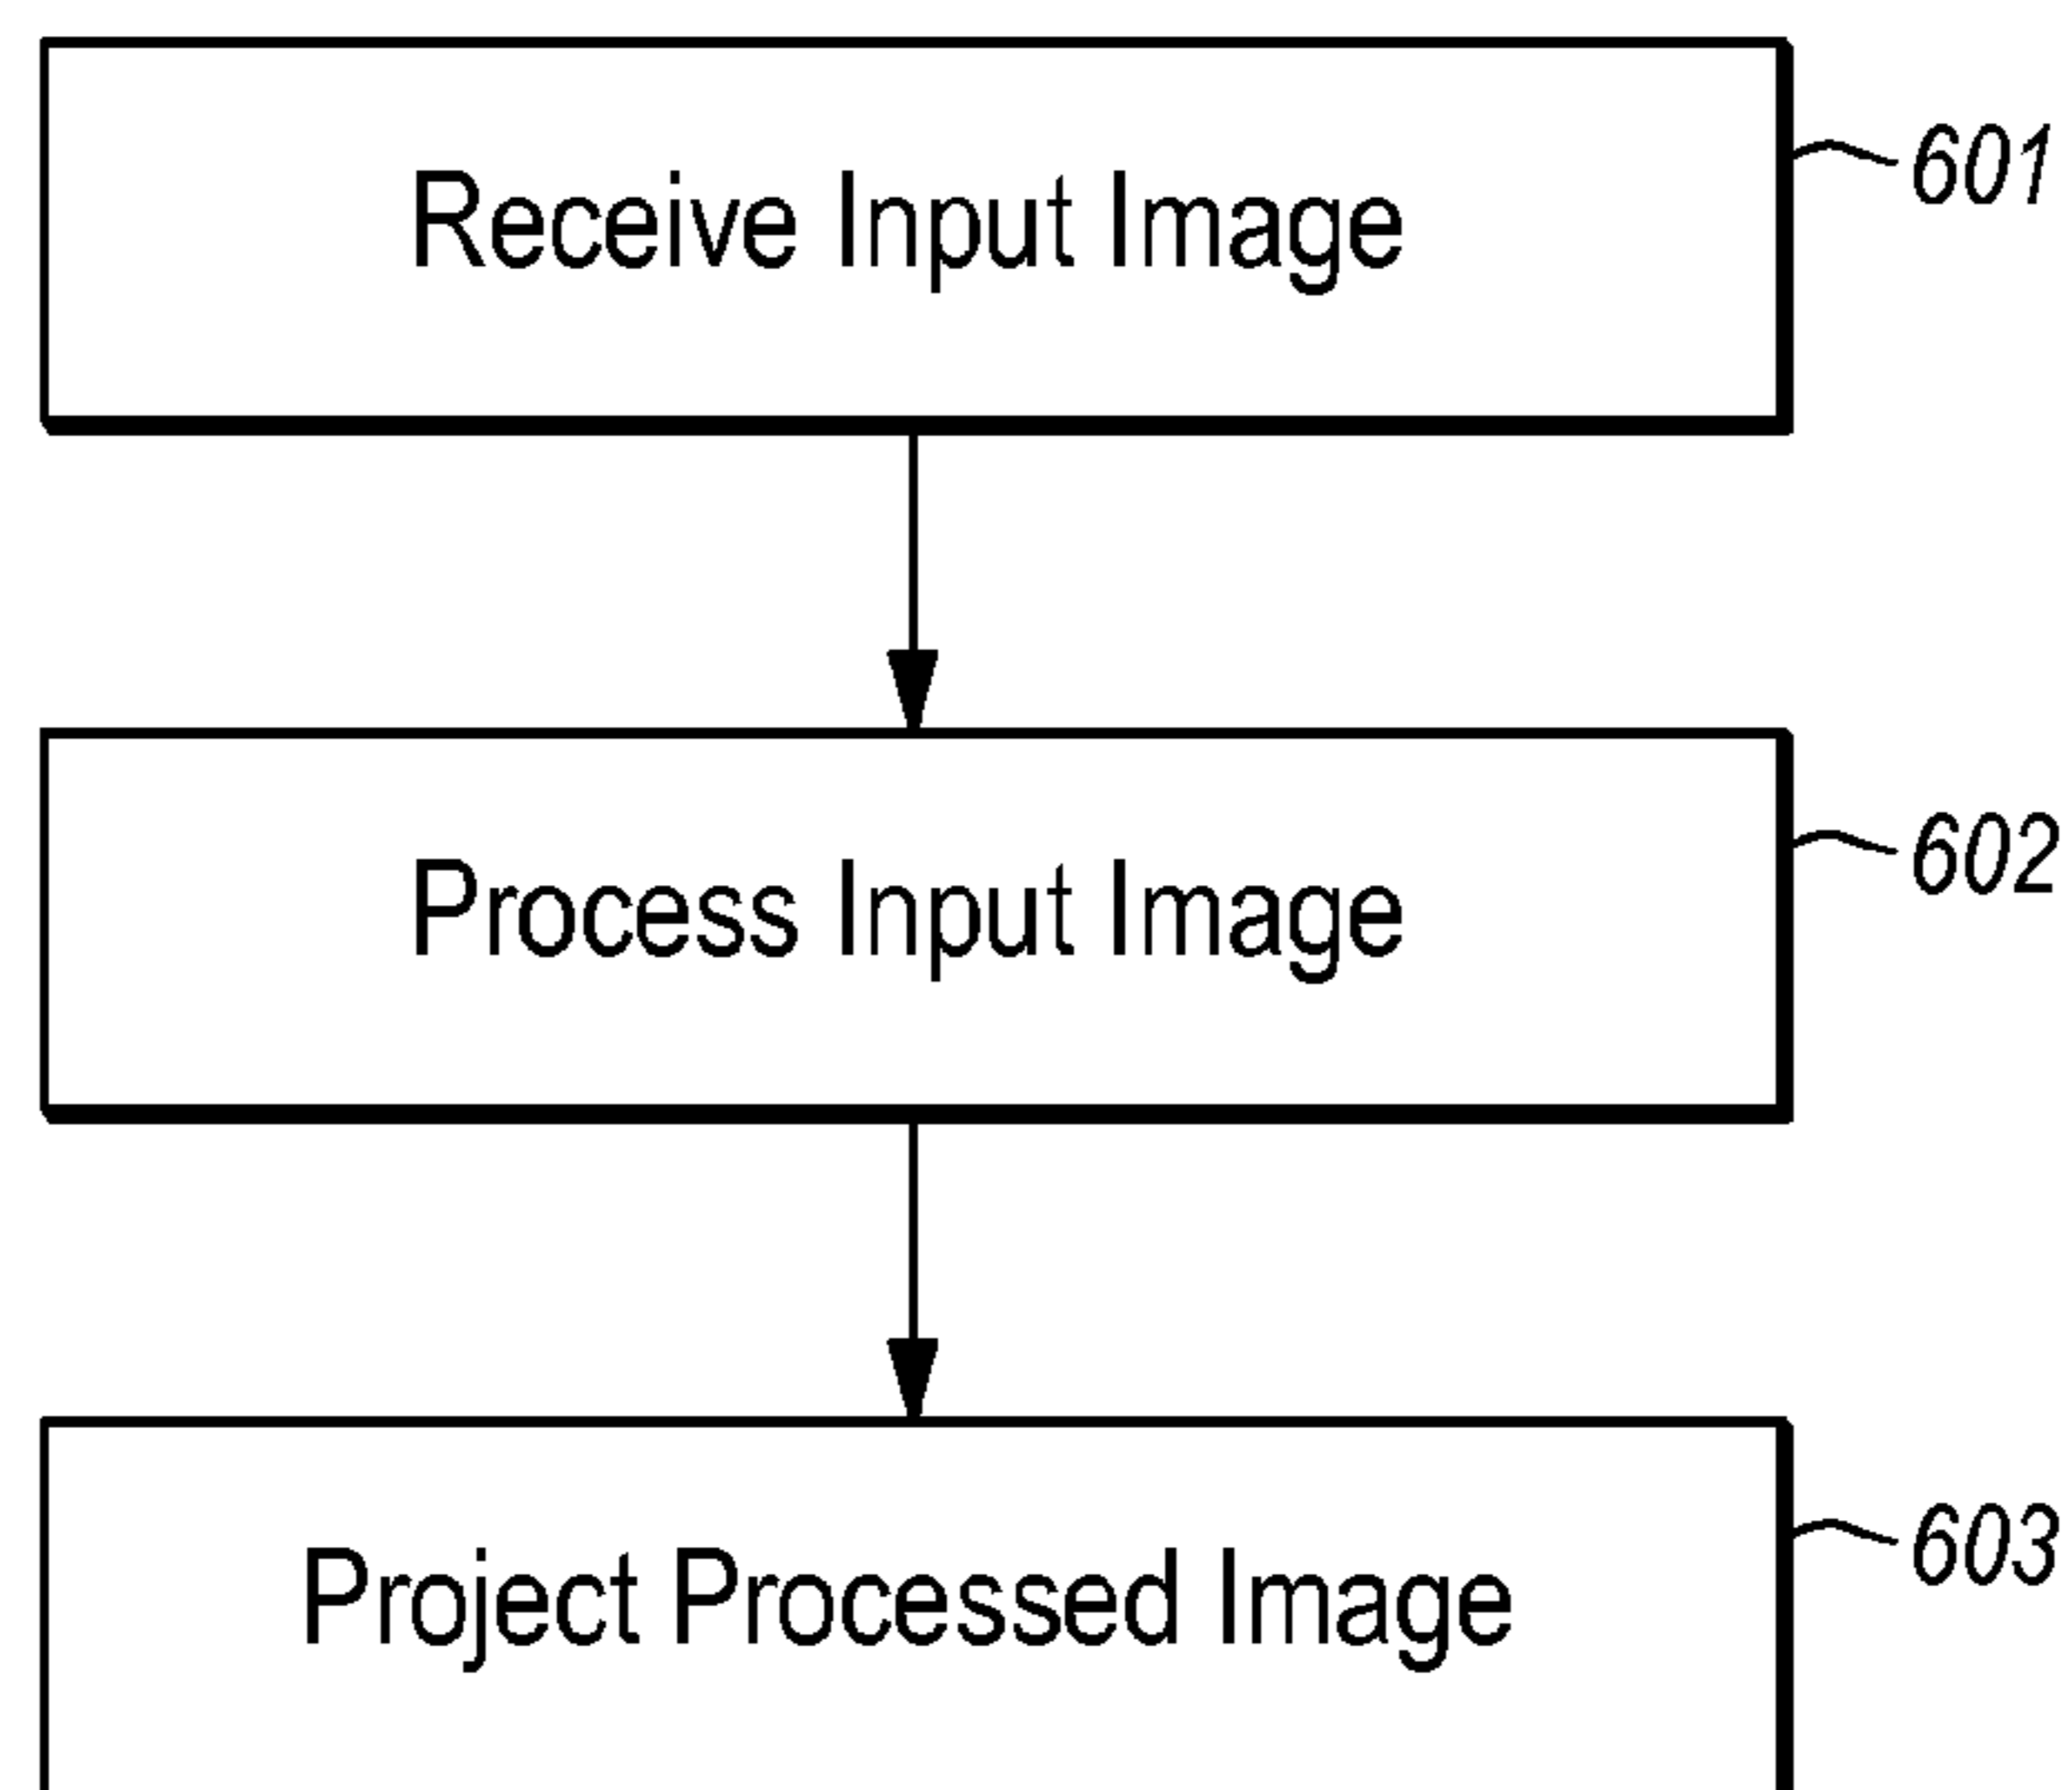 Receive Input Image
601
Process Input Image
602
Project Processed Image
603